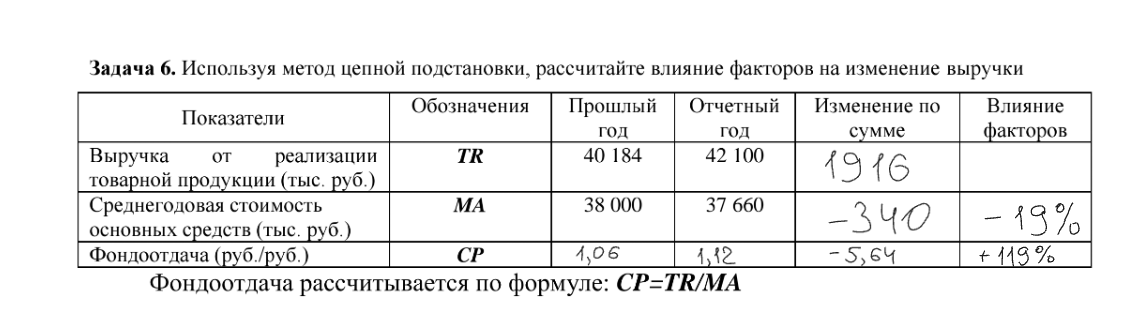 Задача 6. Используя метод цепной подстановки, рассчитайте влияние факторов на изменение выручки
Показатели Обозначения Прошлый год Отчетный год Изменение по сумме Влияние факторов
Выручка от реализации товарной продукции (тыс. руб.) TR 40 184 42 100 1916
Среднегодовая стоимость основных средств (тыс. руб.) MA 38 000 37 660 -340 -19%
Фондоотдача (руб./руб.) CP 1,06 1,12 -5,64 +119%
Фондоотдача рассчитывается по формуле: CP=TR/MA